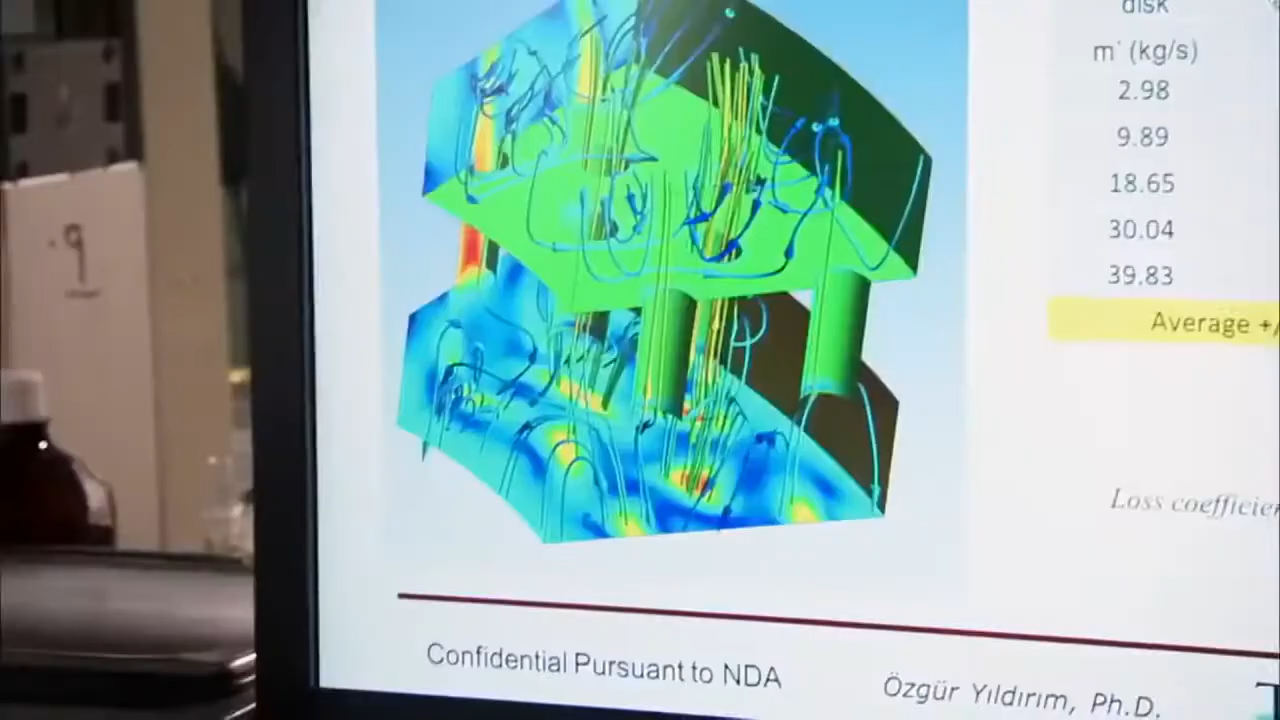 disk
m˙ (kg/s)
2.98
9.89
18.65
30.04
39.83
Average +/
Loss coefficie
Confidential Pursuant to NDA
Özgür Yıldırım, Ph.D.